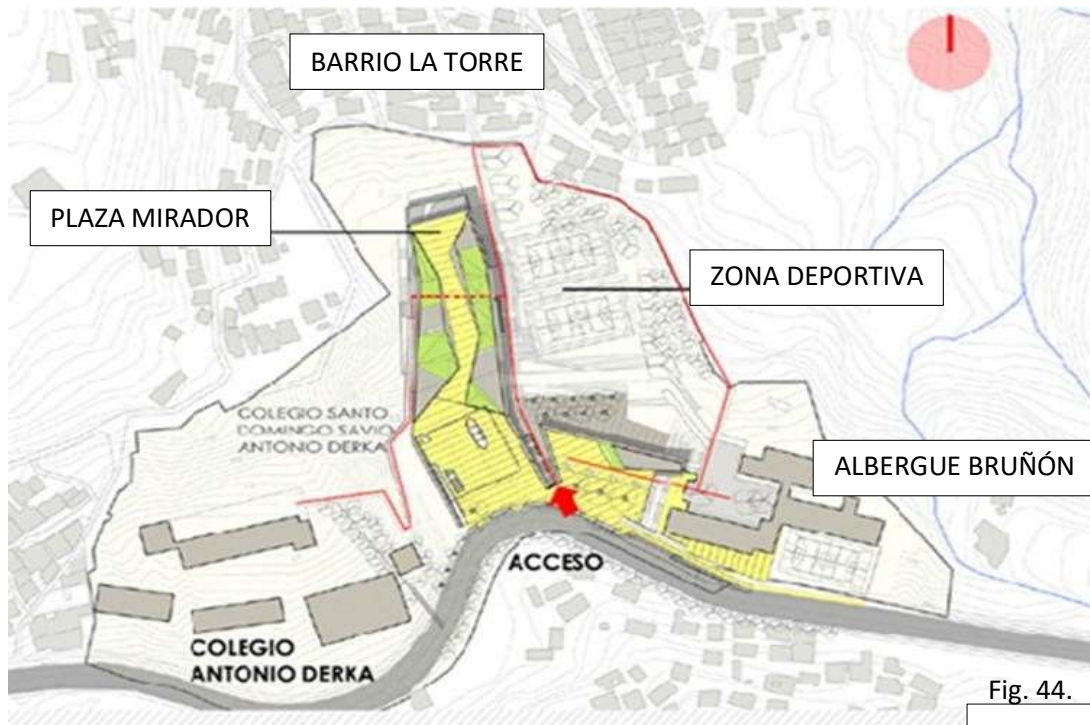 BARRIO LA TORRE
PLAZA MIRADOR
ZONA DEPORTIVA
COLEGIO SANTO
DOMINGO SAVIO
ANTONIO DERKA
ALBERGUE BRUÑÓN
ACCESO
COLEGIO
ANTONIO DERKA
Fig. 44.